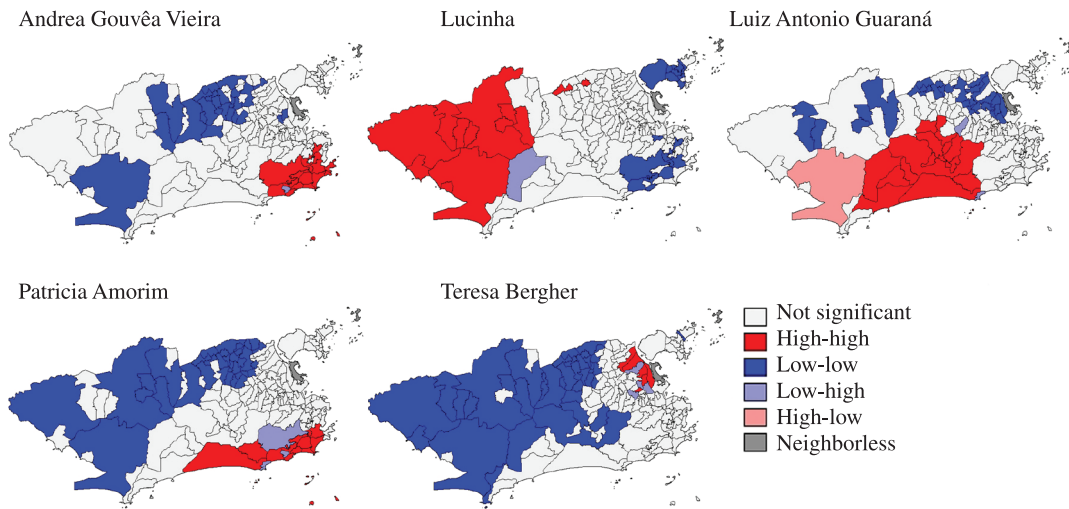 Andrea Gouvêa Vieira
Lucinha
Luiz Antonio Guaraná
Patricia Amorim
Teresa Bergher
Not significant
High-high
Low-low
Low-high
High-low
Neighborless